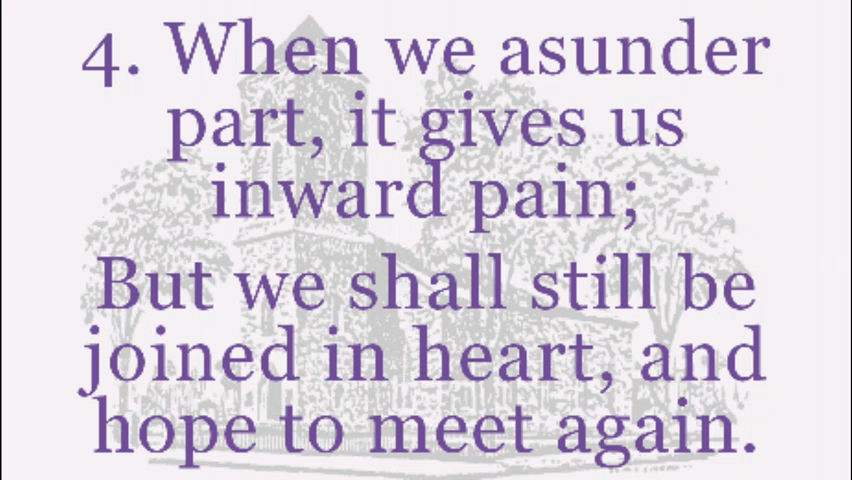 4. When we asunder
part, it gives us
inward pain;
But we shall still be
joined in heart, and
hope to meet again.